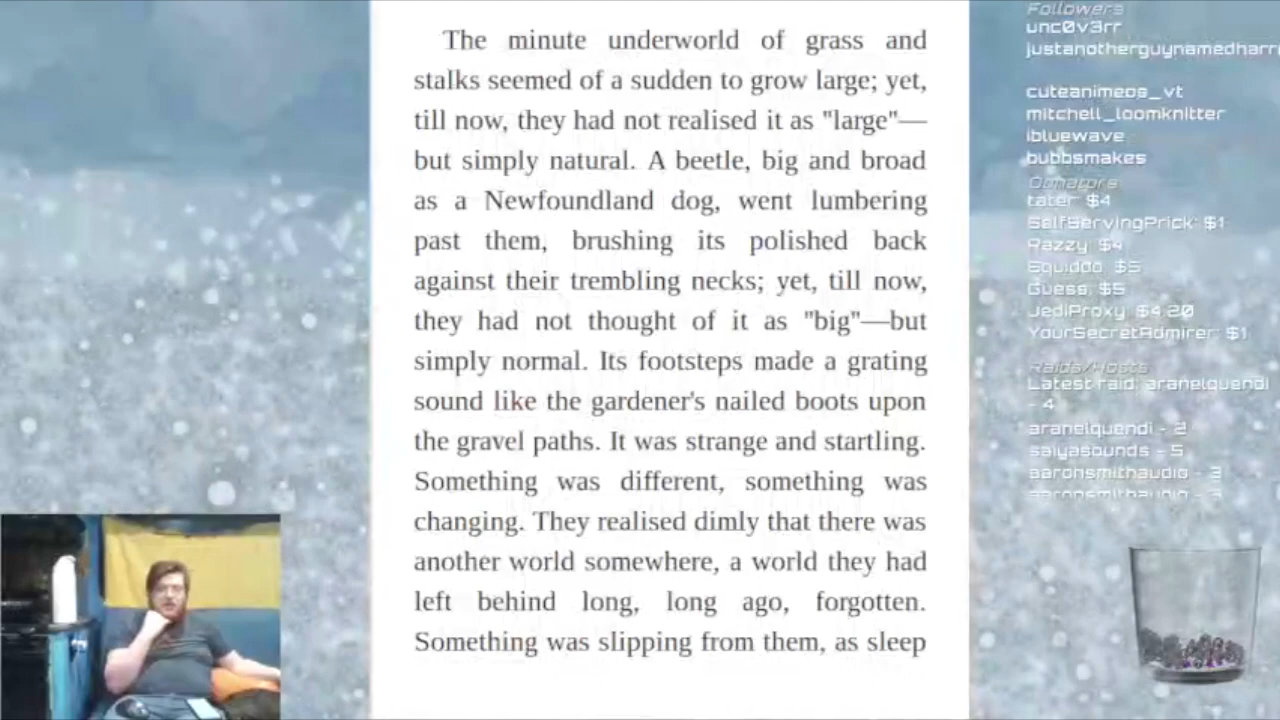 The minute underworld of grass and
stalks seemed of a sudden to grow large; yet,
till now, they had not realised it as "large"—
but simply natural. A beetle, big and broad
as a Newfoundland dog, went lumbering
past them, brushing its polished back
against their trembling necks; yet, till now,
they had not thought of it as "big"—but
simply normal. Its footsteps made a grating
sound like the gardener's nailed boots upon
the gravel paths. It was strange and startling.
Something was different, something was
changing. They realised dimly that there was
another world somewhere, a world they had
left behind long, long ago, forgotten.
Something was slipping from them, as sleep
Followers
unc0v3rr
cuteanimeos_vt
mitchell_loomknitter
ibluewave
bubbsmakes
Donators
tater: $4
SelfServingPrick: $1
Razzy: $4
Squiddo: $5
Guess: $5
JediProxy: $4.20
YourSecretAdmirer: $1
Raids/Hosts
Latest raid: aranelquendi
- 4
aranelquendi - 2
saiyasounds - 5
aaronsmithaudio - 3